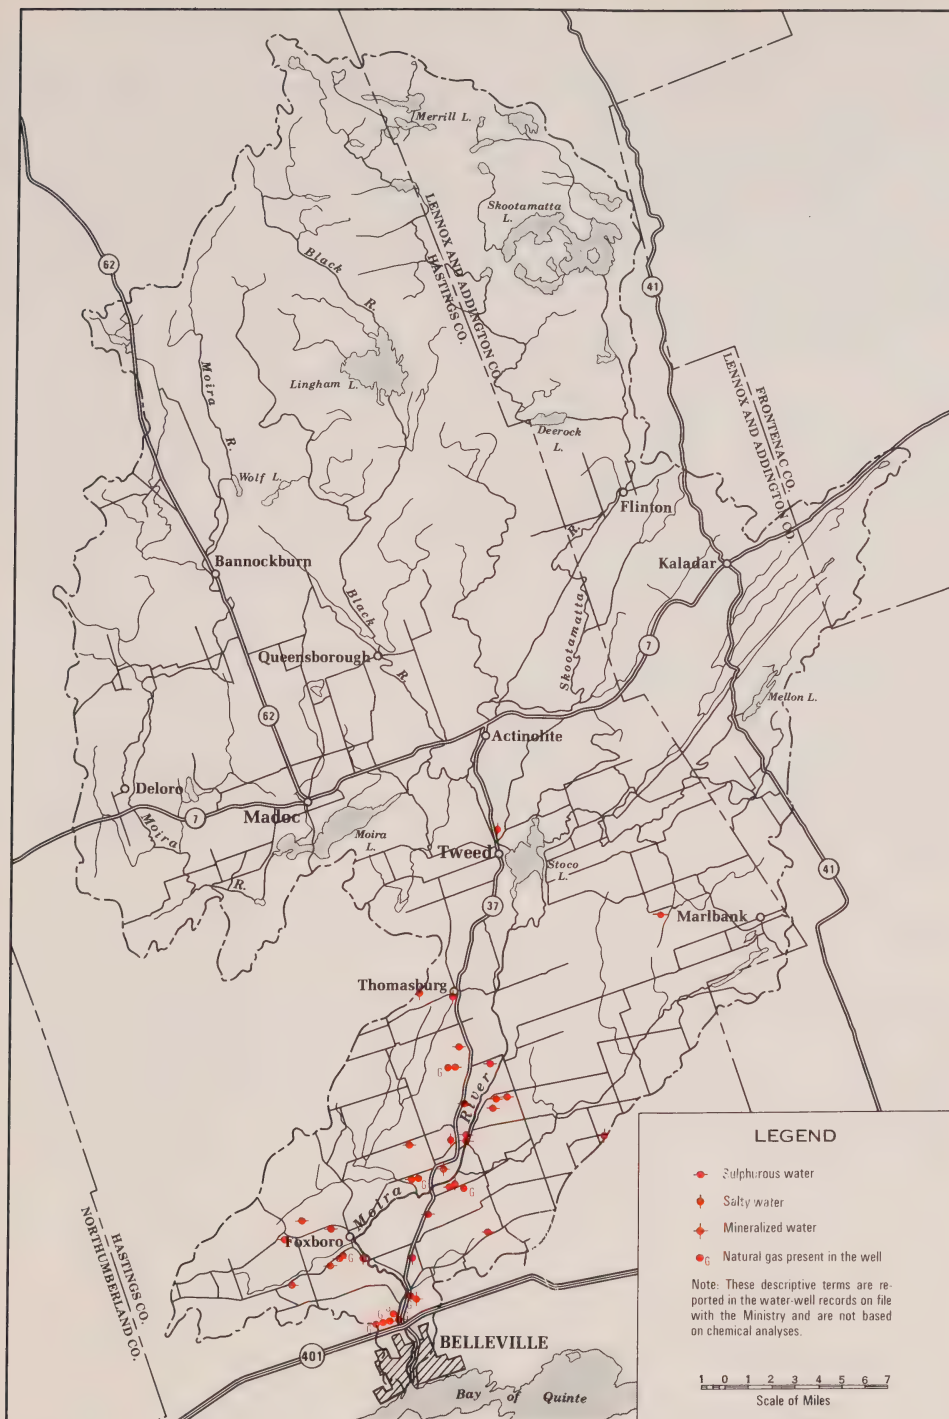 Merrill L.
Skootamatta
L.
LENNOX AND ADDINGTON CO.
HASTINGS CO.
Black
R.
62
41
Moira
R.
Lingham L.
Deerock
L.
FRONTENAC CO.
LENNOX AND ADDINGTON CO.
Wolf L.
Flinton
R.
Skootamatta
Kaladar
Bannockburn
Black
R.
Queensborough
7
62
Mellon L.
Actinolite
Deloro
Madoc
7
Moira
R.
Moira
L.
Tweed
Stoco
L.
41
37
Marlbank
Thomasburg
G
River
G
G
Moira
Foxboro
G
HASTINGS CO.
NORTHUMBERLAND CO.
BELLEVILLE
401
Bay of Quinte
LEGEND
Sulphurous water
Salty water
Mineralized water
G Natural gas present in the well
Note: These descriptive terms are re-
ported in the water-well records on file
with the Ministry and are not based
on chemical analyses.
1 0 1 2 3 4 5 6 7
Scale of Miles